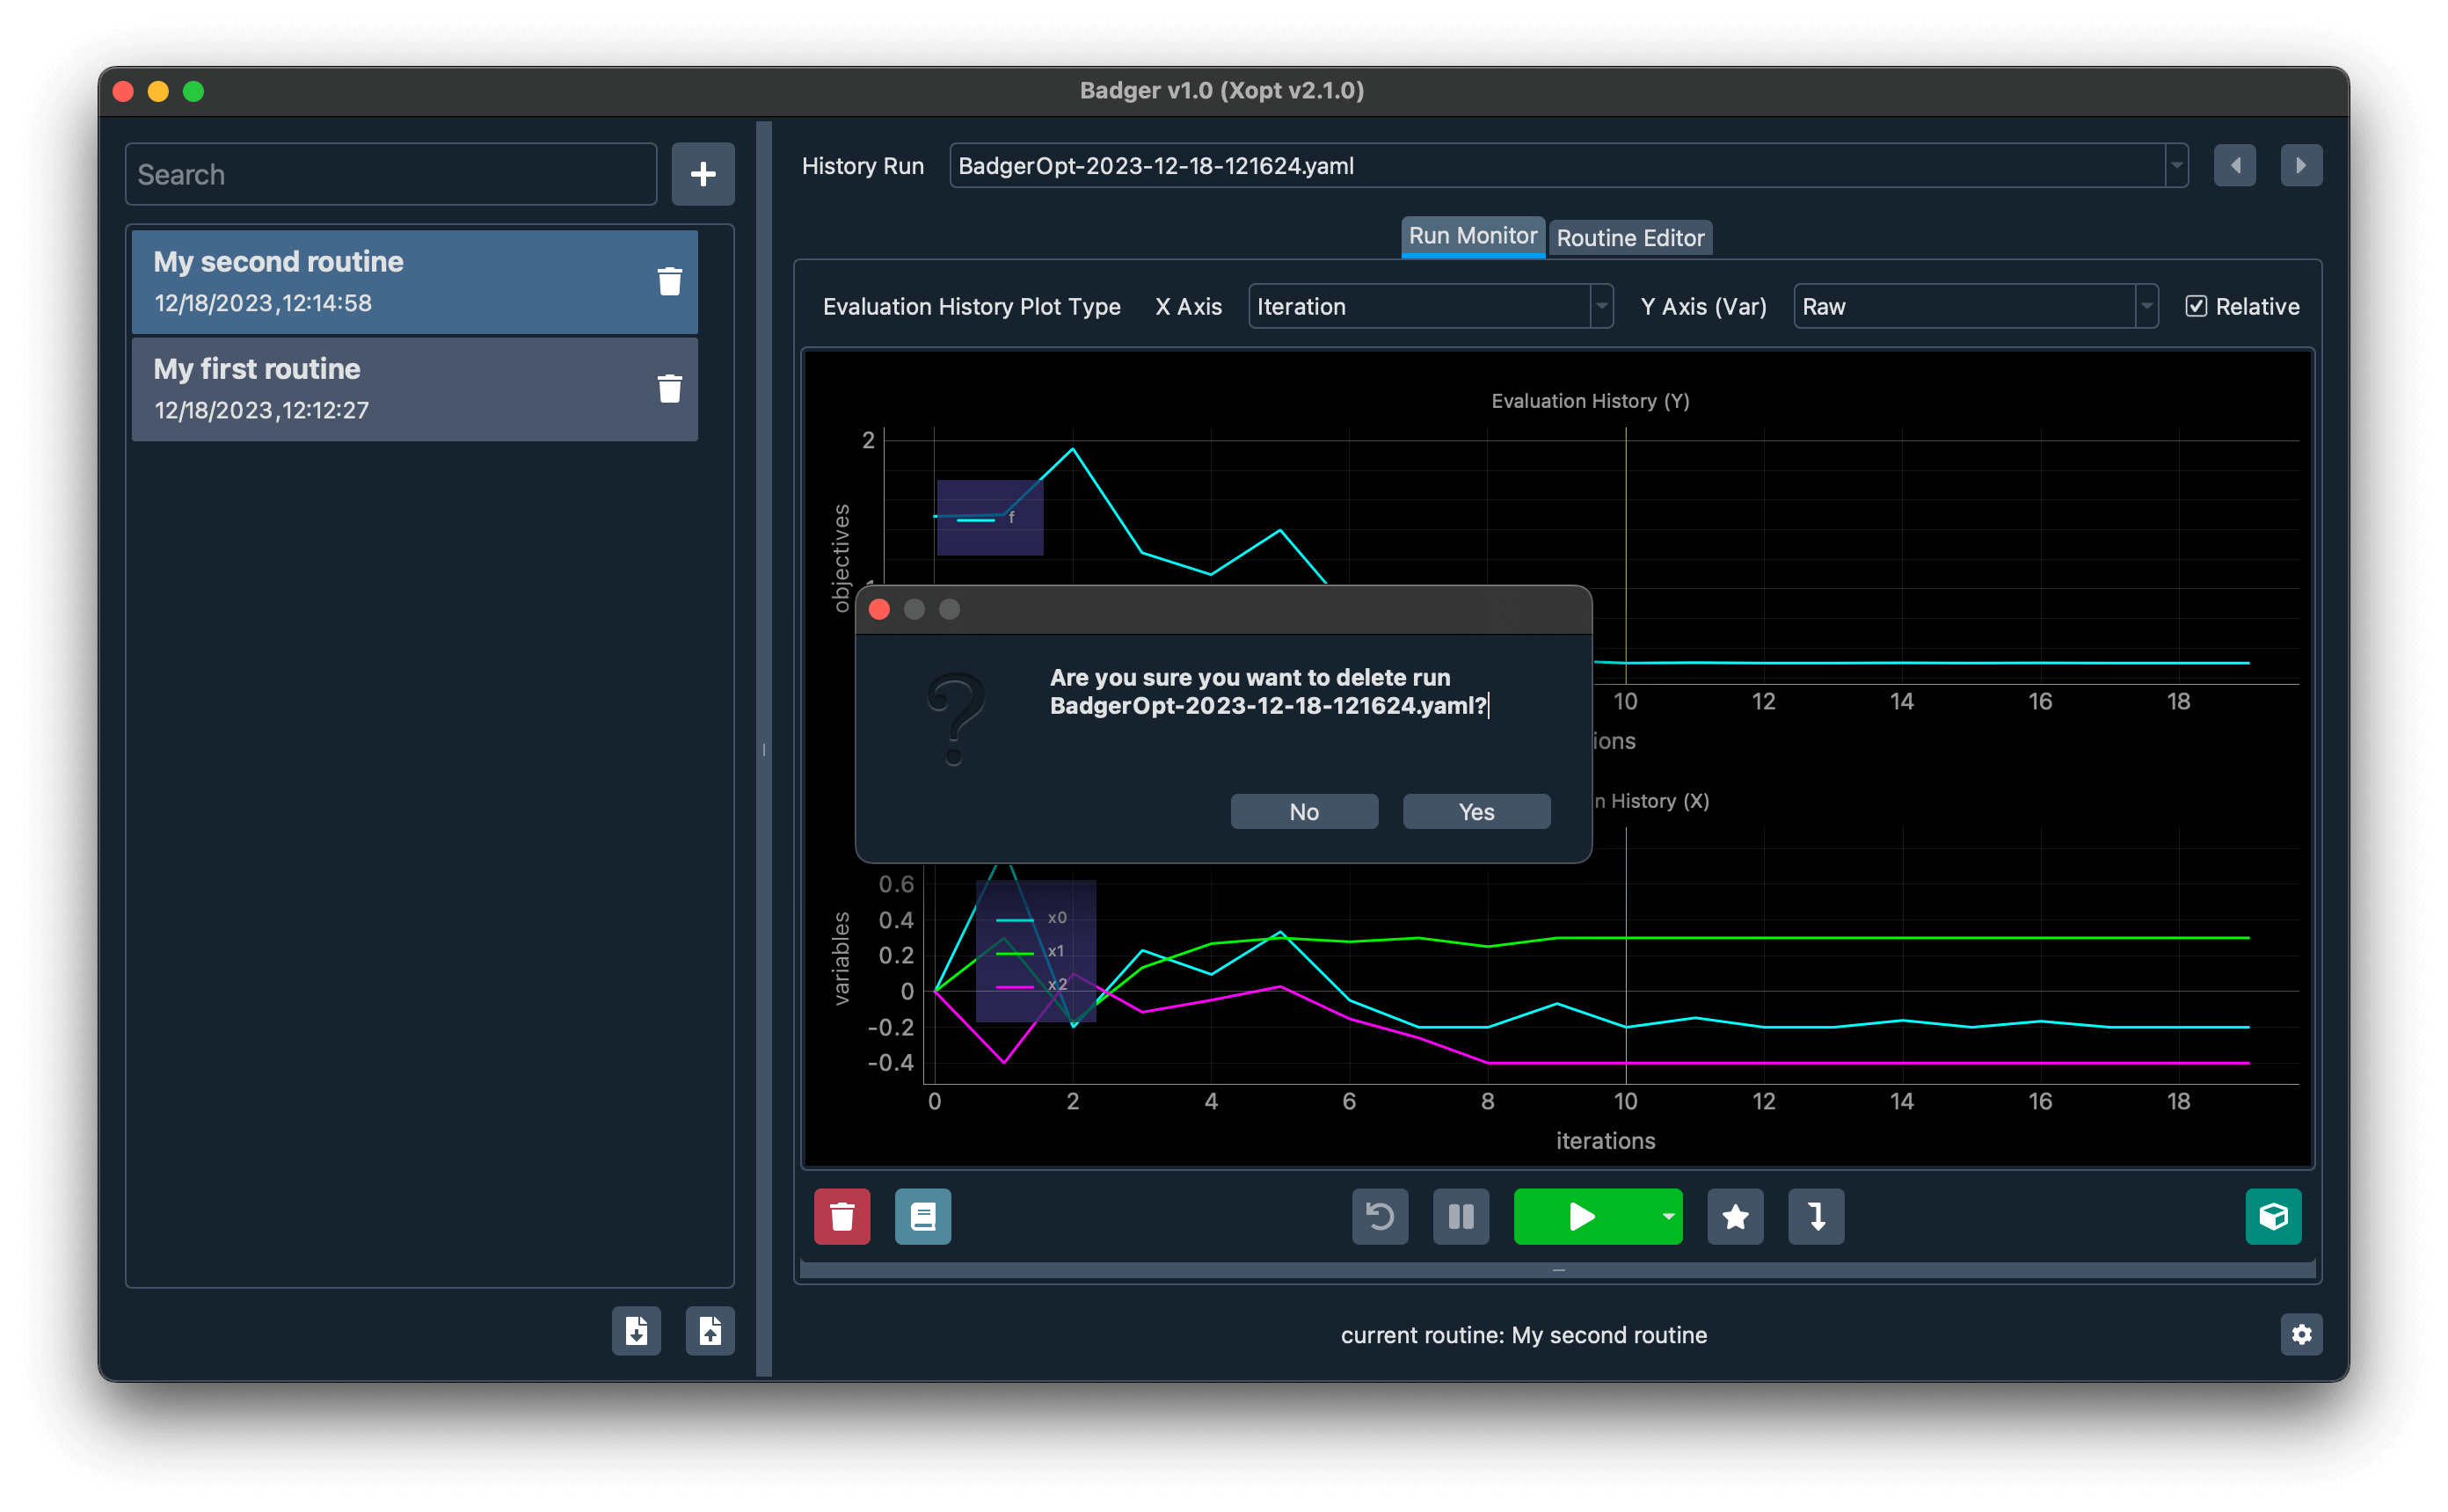 Badger v1.0 (Xopt v2.1.0)
Search
My second routine
12/18/2023,12:14:58
My first routine
12/18/2023,12:12:27
History Run
BadgerOpt-2023-12-18-121624.yaml
Run Monitor
Routine Editor
Evaluation History Plot Type
X Axis
Iteration
Y Axis (Var)
Raw
Relative
Evaluation History (Y)
2
objectives
f
Are you sure you want to delete run
BadgerOpt-2023-12-18-121624.yaml?
No
Yes
10
12
14
16
18
ions
n History (X)
0.6
0.4
0.2
0
-0.2
-0.4
variables
x0
x1
x2
0
2
4
6
8
10
12
14
16
18
iterations
current routine: My second routine